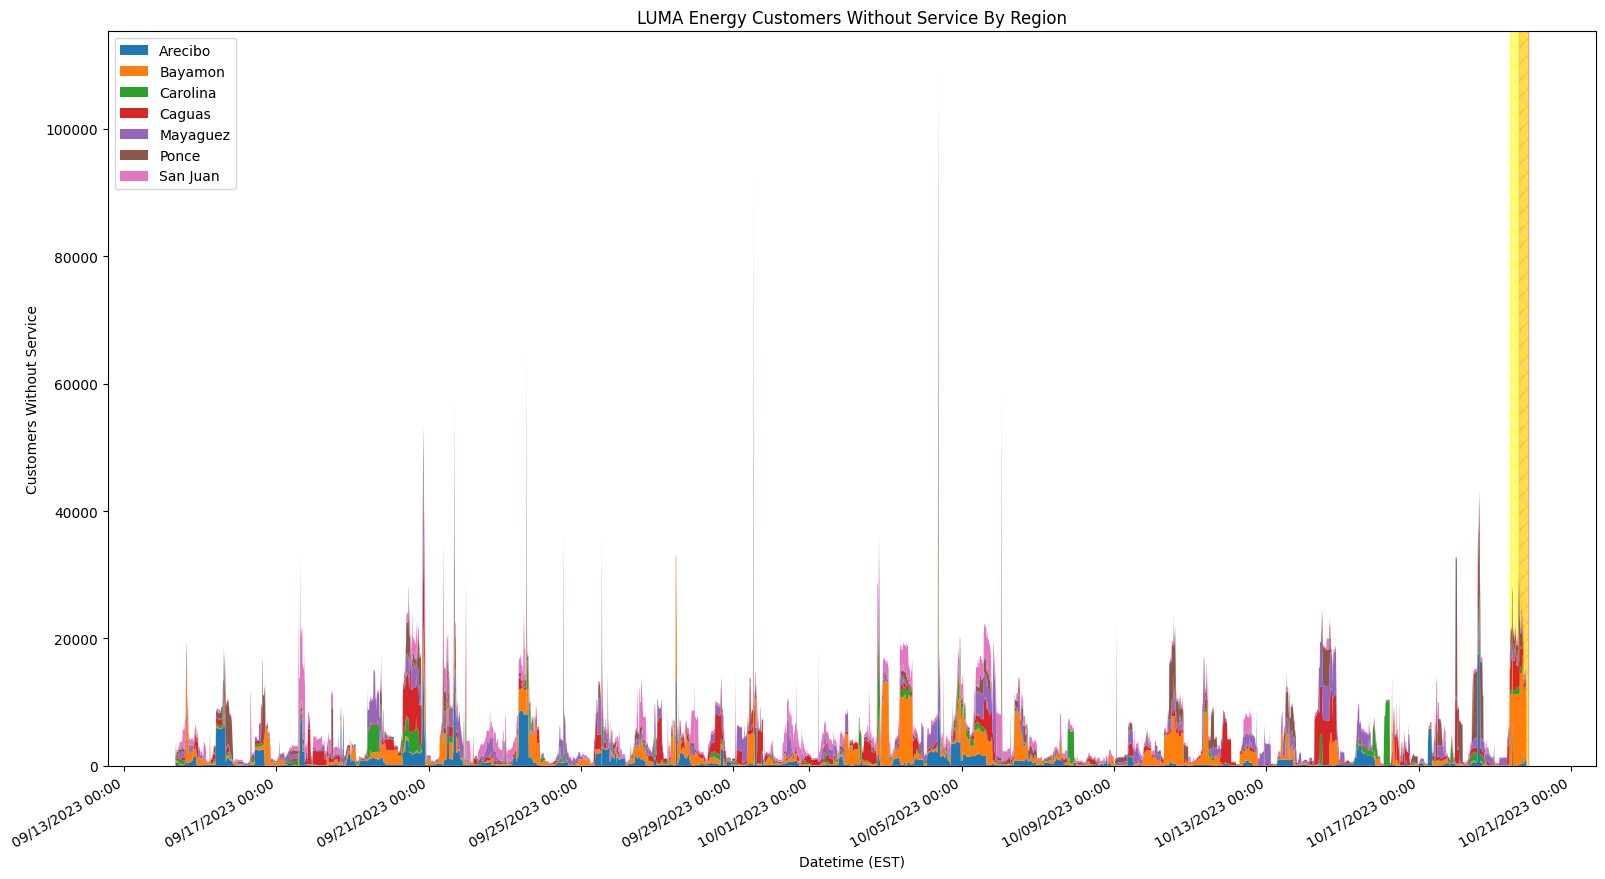 LUMA Energy Customers Without Service By Region
Arecibo
Bayamon
Carolina
Caguas
Mayaguez
Ponce
San Juan
100000
80000
60000
40000
20000
0
Customers Without Service
09/13/2023 00:00
09/17/2023 00:00
09/21/2023 00:00
09/25/2023 00:00
09/29/2023 00:00
10/01/2023 00:00
10/05/2023 00:00
10/09/2023 00:00
10/13/2023 00:00
10/17/2023 00:00
10/21/2023 00:00
Datetime (EST)